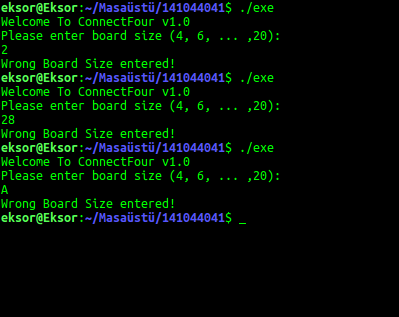 eksor@Eksor:~/Masaüstü/141044041$ ./exe
Welcome To ConnectFour v1.0
Please enter board size (4, 6, ... ,20):
2
Wrong Board Size entered!
eksor@Eksor:~/Masaüstü/141044041$ ./exe
Welcome To ConnectFour v1.0
Please enter board size (4, 6, ... ,20):
28
Wrong Board Size entered!
eksor@Eksor:~/Masaüstü/141044041$ ./exe
Welcome To ConnectFour v1.0
Please enter board size (4, 6, ... ,20):
A
Wrong Board Size entered!
eksor@Eksor:~/Masaüstü/141044041$ _